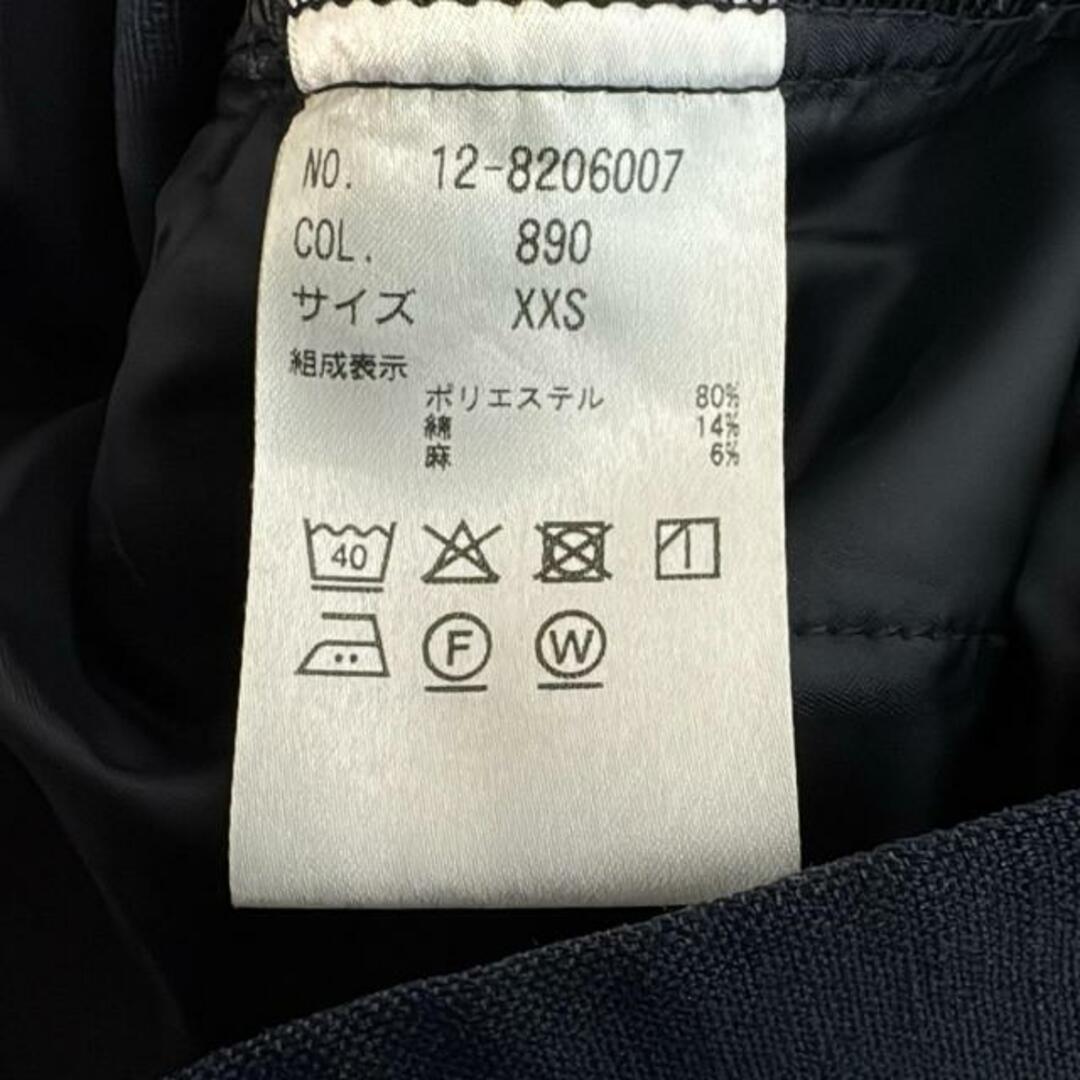 NO. 12-8206007
COL. 890
サイズ XXS
組成表示
ポリエステル 80%
綿 14%
麻 6%
40
F W